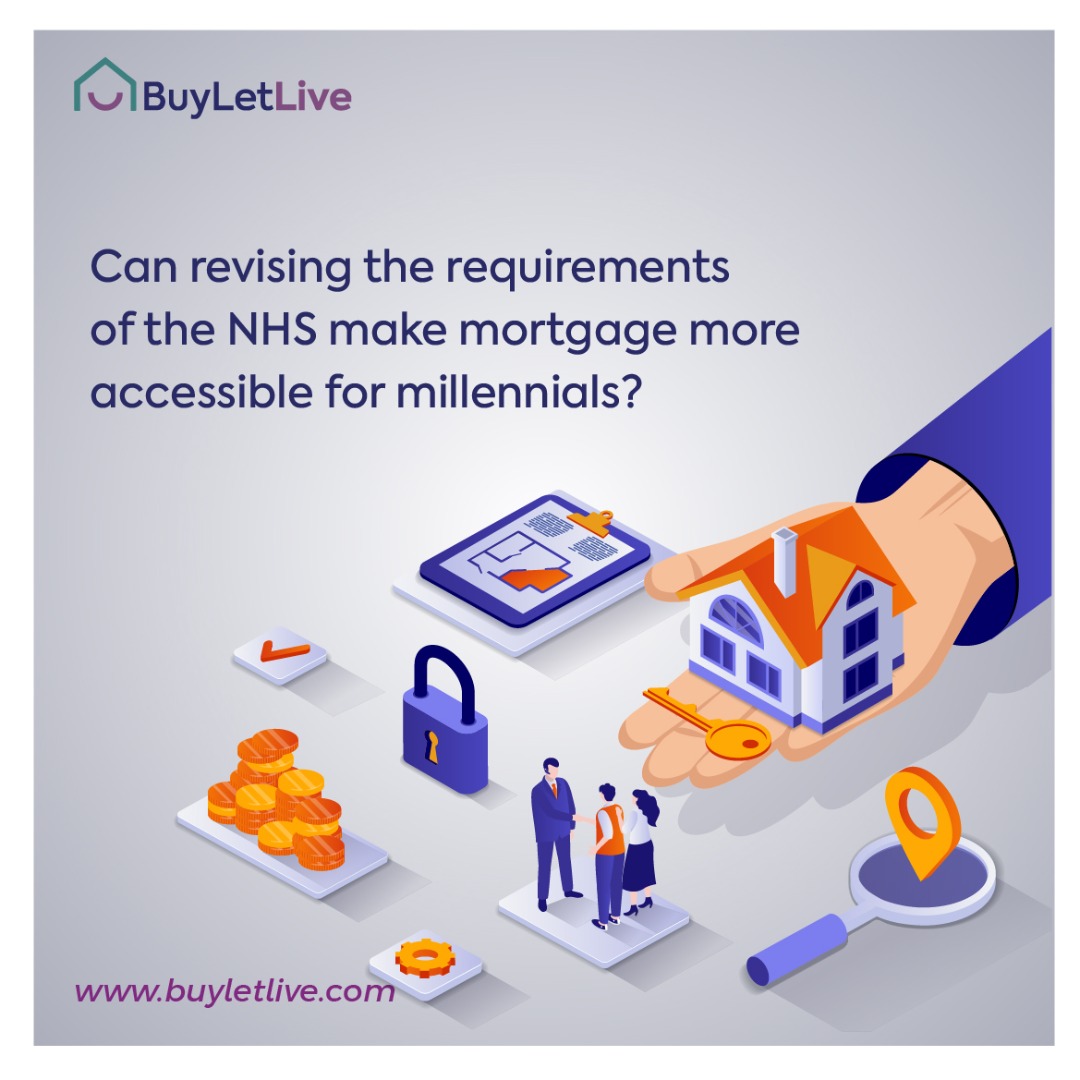 BuyLetLive
Can revising the requirements
of the NHS make mortgage more
accessible for millennials?
www.buyletlive.com